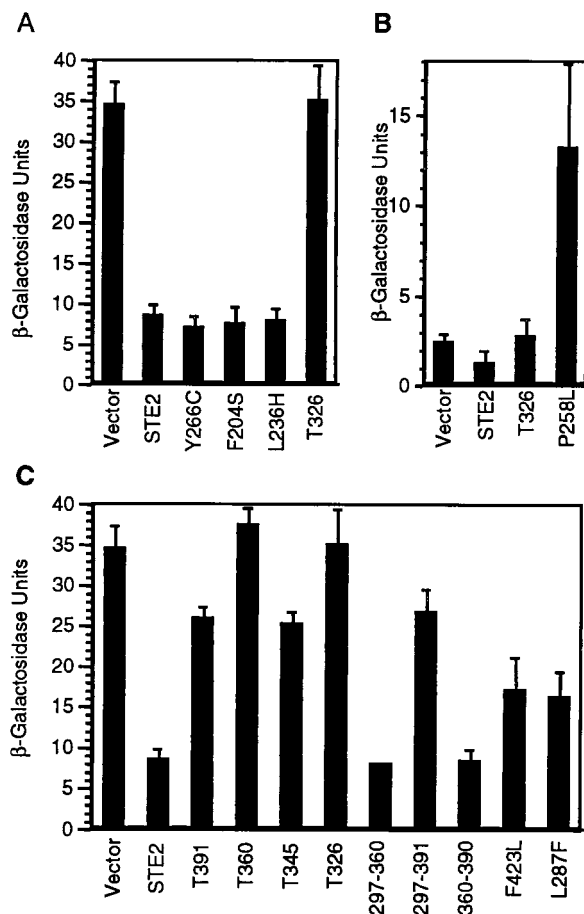 A
β-Galactosidase Units
40
35
30
25
20
15
10
5
0
Vector
STE2
Y266C
F204S
L236H
T326
B
β-Galactosidase Units
15
10
5
0
Vector
STE2
T326
P258L
C
β-Galactosidase Units
40
35
30
25
20
15
10
5
0
Vector
STE2
T391
T360
T345
T326
297-360
297-391
360-390
F423L
L287F